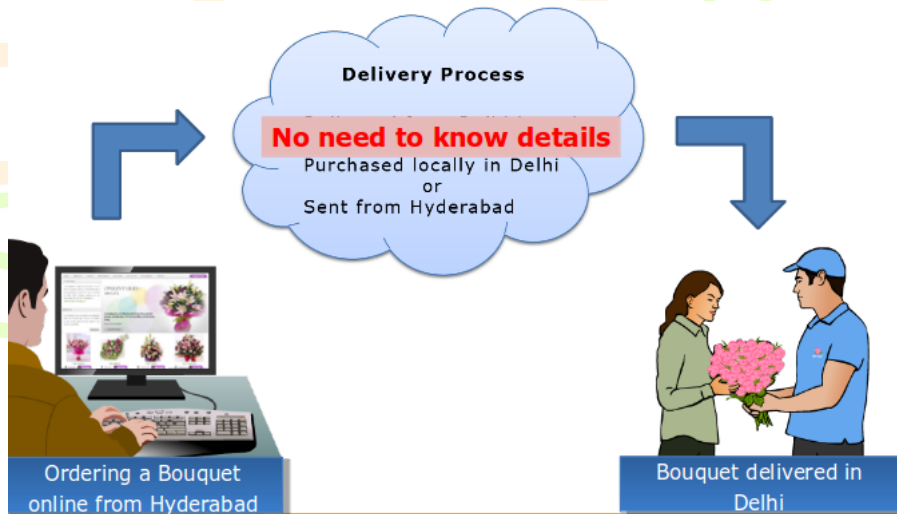 Delivery Process
No need to know details
Purchased locally in Delhi
or
Sent from Hyderabad
Ordering a Bouquet
online from Hyderabad
Bouquet delivered in
Delhi